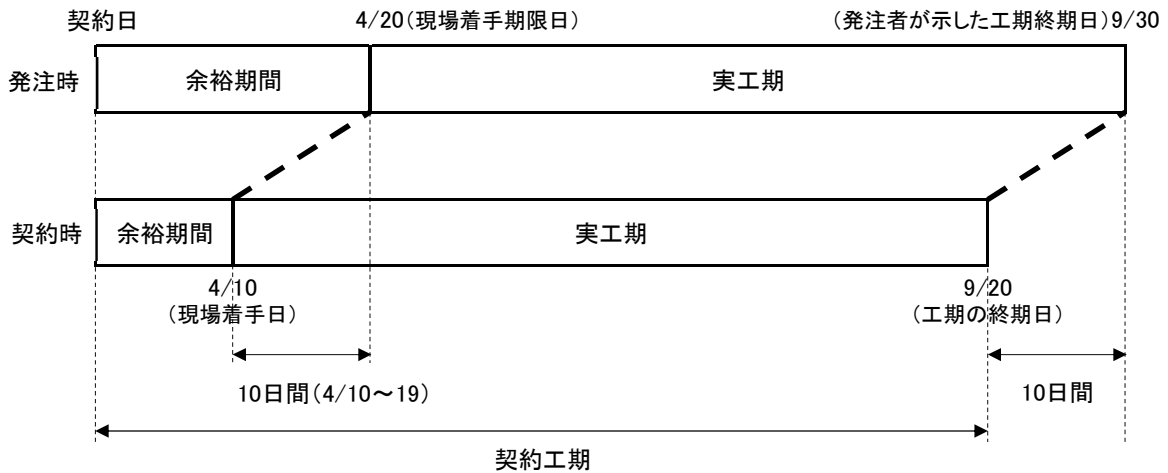 契約日
4/20(現場着手期限日)
(発注者が示した工期終期日)9/30
発注時
余裕期間
実工期
契約時
余裕期間
実工期
4/10
(現場着手日)
9/20
(工期の終期日)
10日間(4/10～19)
10日間
契約工期